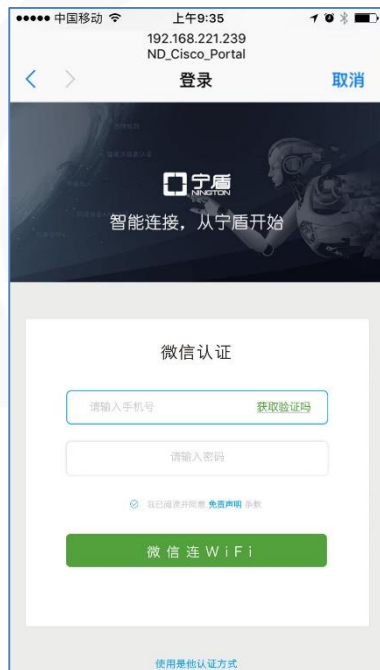 中国移动 上午9:35
192.168.221.239
ND_Cisco_Portal
登录
取消
宁盾
NINGTON
智能连接，从宁盾开始
微信认证
请输入手机号 获取验证吗
请输入密码
我已阅读并同意 免责声明 条款
微信连WiFi
使用是他认证方式